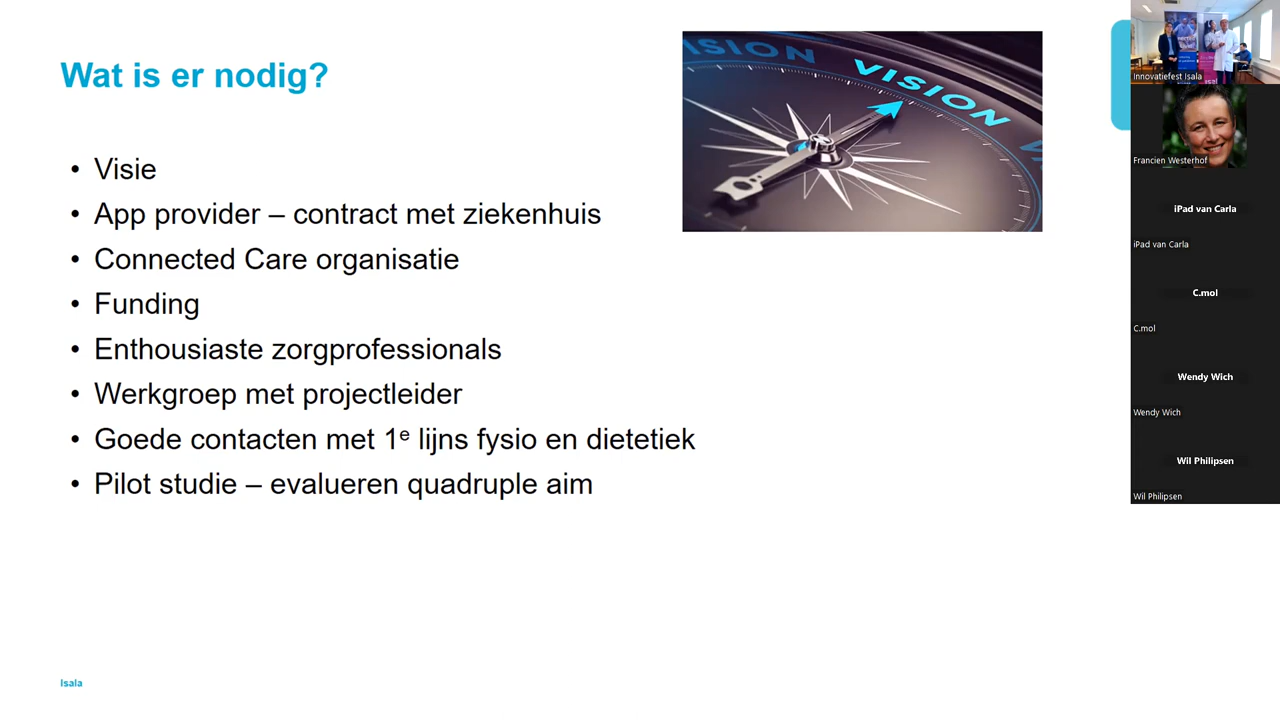 Wat is er nodig?
• Visie
• App provider – contract met ziekenhuis
• Connected Care organisatie
• Funding
• Enthousiaste zorgprofessionals
• Werkgroep met projectleider
• Goede contacten met 1e lijns fysio en dietetiek
• Pilot studie – evalueren quadruple aim
ISION
VISION
Isala
Innovatiefest Isala
Francien Westerhof
iPad van Carla
iPad van Carla
C.mol
C.mol
Wendy Wich
Wendy Wich
Wil Philipsen
Wil Philipsen